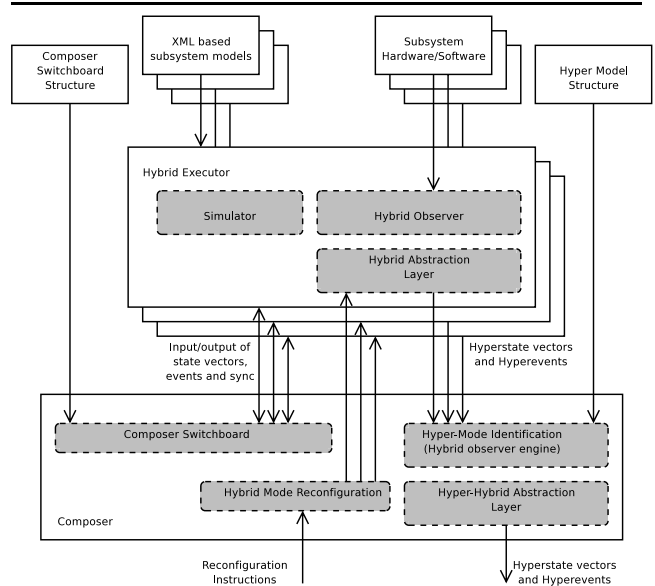 XML based
subsystem models
Subsystem
Hardware/Software
Composer
Switchboard
Structure
Hyper Model
Structure
Hybrid Executor
Simulator
Hybrid Observer
Hybrid Abstraction
Layer
Input/output of
state vectors,
events and sync
Hyperstate vectors
and Hyperevents
Composer Switchboard
Hyper-Mode Identification
(Hybrid observer engine)
Hybrid Mode Reconfiguration
Hyper-Hybrid Abstraction
Layer
Composer
Reconfiguration
Instructions
Hyperstate vectors
and Hyperevents